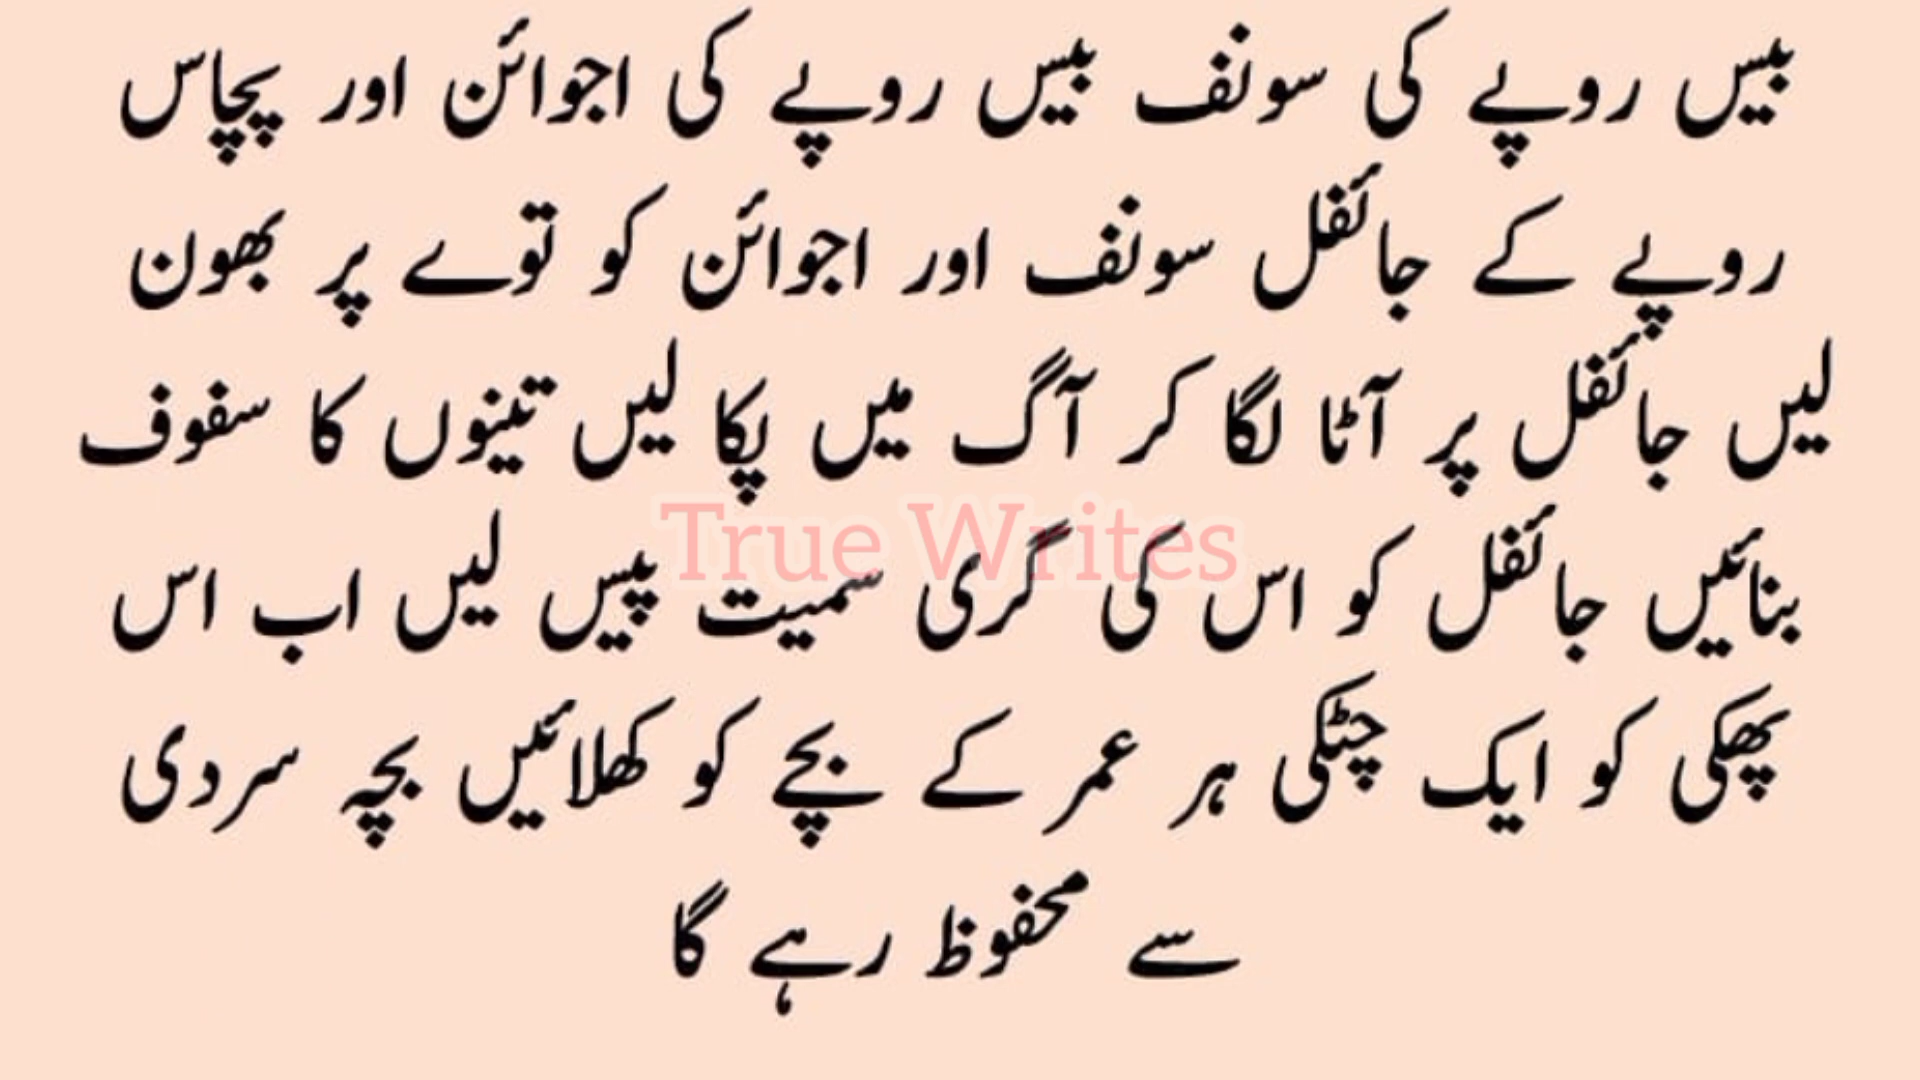 بیس روپے کی سونف بیس روپے کی اجوائن اور پچاس
روپے کے جائفل سونف اور اجوائن کو توے پر بھون
لیں جائفل پر آٹا لگا کر آگ میں پکا لیں تینوں کا سفوف
بنائیں جائفل کو اس کی گری سمیت پیس لیں اب اس
پھکی کو ایک چٹکی ہر عمر کے بچے کو کھلائیں بچہ سردی
سے محفوظ رہے گا
True Writes